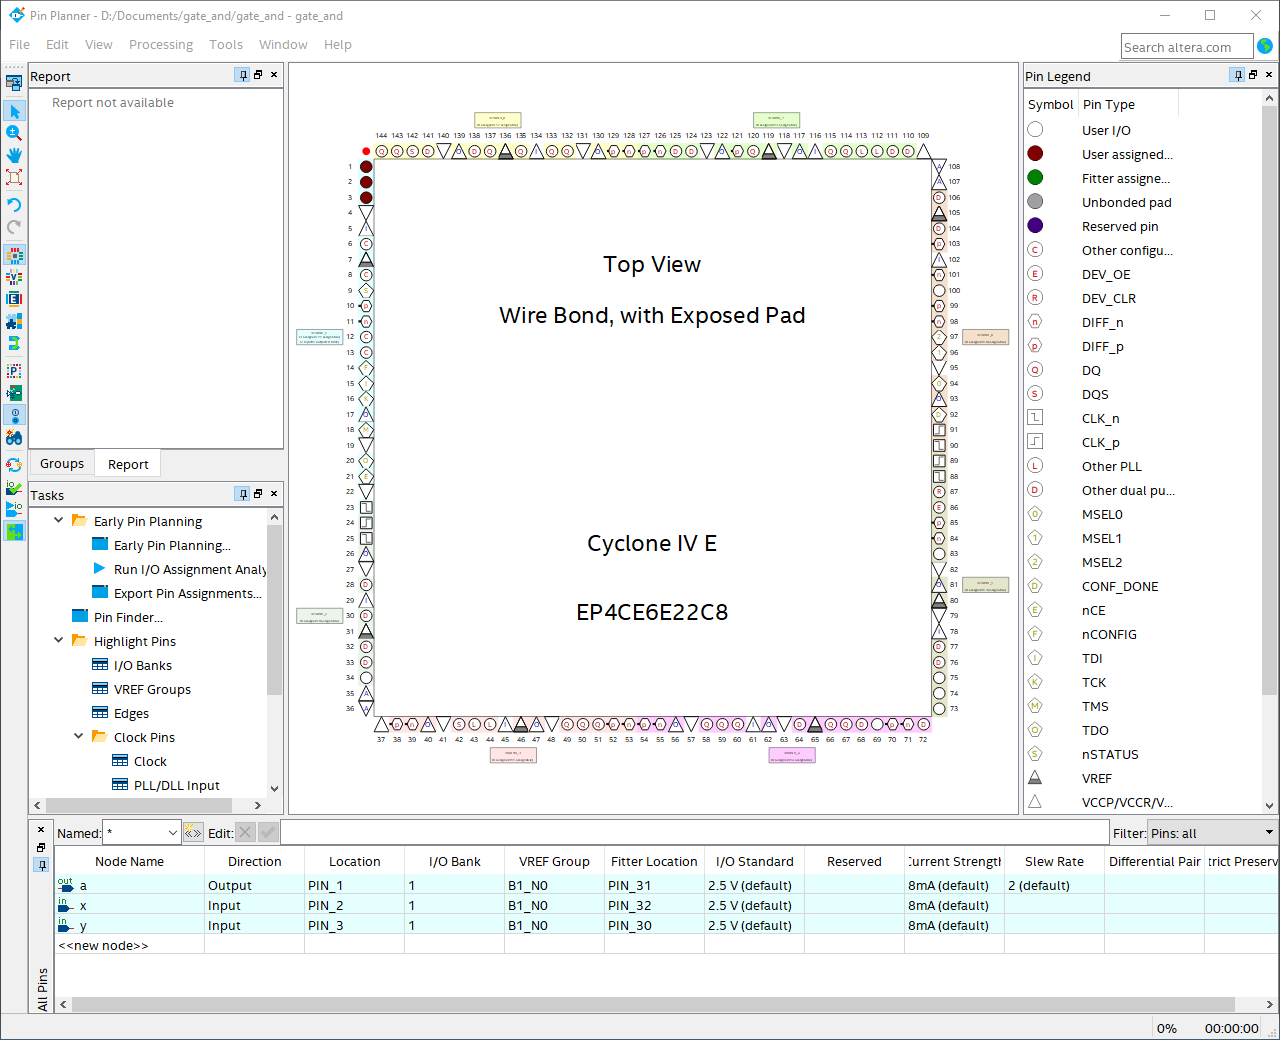 Pin Planner - D:/Documents/gate_and/gate_and - gate_and
File Edit View Processing Tools Window Help
Search altera.com
Report
Report not available
Groups Report
Tasks
Early Pin Planning
Early Pin Planning...
Run I/O Assignment Analy
Export Pin Assignments...
Pin Finder...
Highlight Pins
I/O Banks
VREF Groups
Edges
Clock Pins
Clock
PLL/DLL Input
144 143 142 141 140 139 138 137 136 135 134 133 132 131 130 129 128 127 126 125 124 123 122 121 120 119 118 117 116 115 114 113 112 111 110 109
1 108
2 107
3 106
4 105
5 104
6 103
7 102
8 101
9 100
10 99
11 98
12 97
13 96
14 95
15 94
16 93
17 92
18 91
19 90
20 89
21 88
22 87
23 86
24 85
25 84
26 83
27 82
28 81
29 80
30 79
31 78
32 77
33 76
34 75
35 74
36 73
37 38 39 40 41 42 43 44 45 46 47 48 49 50 51 52 53 54 55 56 57 58 59 60 61 62 63 64 65 66 67 68 69 70 71 72
Top View
Wire Bond, with Exposed Pad
Cyclone IV E
EP4CE6E22C8
Pin Legend
Symbol Pin Type
User I/O
User assigned...
Fitter assigne...
Unbonded pad
Reserved pin
C Other configu...
E DEV_OE
R DEV_CLR
n DIFF_n
p DIFF_p
Q DQ
S DQS
CLK_n
CLK_p
L Other PLL
D Other dual pu...
0 MSEL0
1 MSEL1
2 MSEL2
D CONF_DONE
E nCE
F nCONFIG
I TDI
K TCK
M TMS
O TDO
S nSTATUS
VREF
VCCP/VCCR/V...
Named: * Edit: Filter: Pins: all
Node Name Direction Location I/O Bank VREF Group Fitter Location I/O Standard Reserved Current Strength Slew Rate Differential Pair trict Preserv
out a Output PIN_1 1 B1_N0 PIN_31 2.5 V (default) 8mA (default) 2 (default)
in x Input PIN_2 1 B1_N0 PIN_32 2.5 V (default) 8mA (default)
in y Input PIN_3 1 B1_N0 PIN_30 2.5 V (default) 8mA (default)
<<new node>>
All Pins
0% 00:00:00